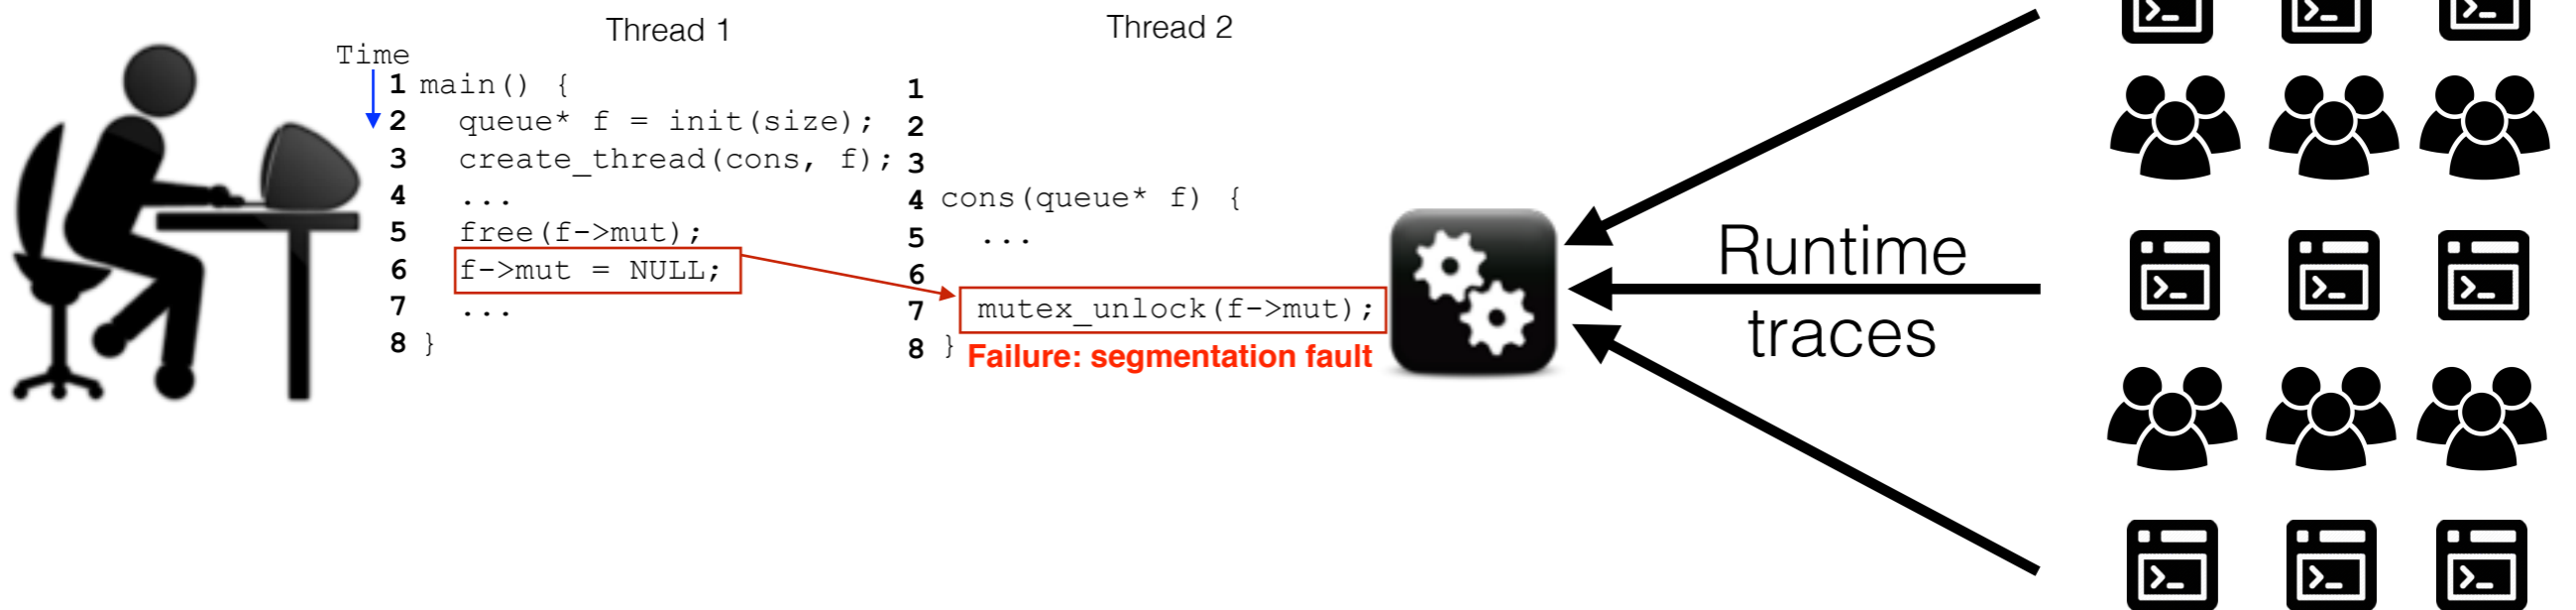 Thread 1
Thread 2
Time
1 main() {
2 queue* f = init(size);
3 create_thread(cons, f);
4 ...
5 free(f->mut);
6 f->mut = NULL;
7 ...
8 }
1
2
3
4 cons(queue* f) {
5 ...
6
7 mutex_unlock(f->mut);
8 }
Failure: segmentation fault
Runtime
traces
>_ >_ >_
>_ >_ >_
>_ >_ >_